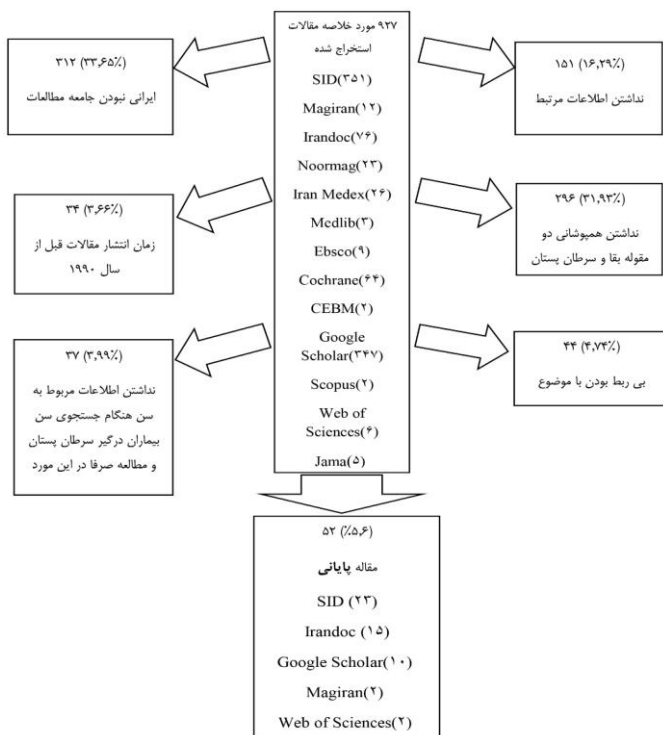 ۹۲۷ مورد خلاصه مقالات
استخراج شده
SID(۳۵۱)
Magiran(۱۲)
Irandoc(۷۶)
Noormag(۲۳)
Iran Medex(۲۶)
Medlib(۳)
Ebsco(۹)
Cochrane(۶۴)
CEBM(۲)
Google
Scholar(۳۴۷)
Scopus(۲)
Web of
Sciences(۶)
Jama(۵)
۱۵۱ (۱۶,۲۹٪)
نداشتن اطلاعات مرتبط
۳۱۲ (۳۳,۶۵٪)
ایرانی نبودن جامعه مطالعات
۲۹۶ (۳۱,۹۳٪)
نداشتن همپوشانی دو
مقوله بقا و سرطان پستان
۳۴ (۳,۶۶٪)
زمان انتشار مقالات قبل از
سال ۱۹۹۰
۴۴ (۴,۷۴٪)
بی ربط بودن با موضوع
۳۷ (۳,۹۹٪)
نداشتن اطلاعات مربوط به
سن هنگام جستجوی سن
بیماران درگیر سرطان پستان
و مطالعه صرفا در این مورد
۵۲ (٪۵,۶)
مقاله پایانی
SID (۲۳)
Irandoc (۱۵)
Google Scholar(۱۰)
Magiran(۲)
Web of Sciences(۲)